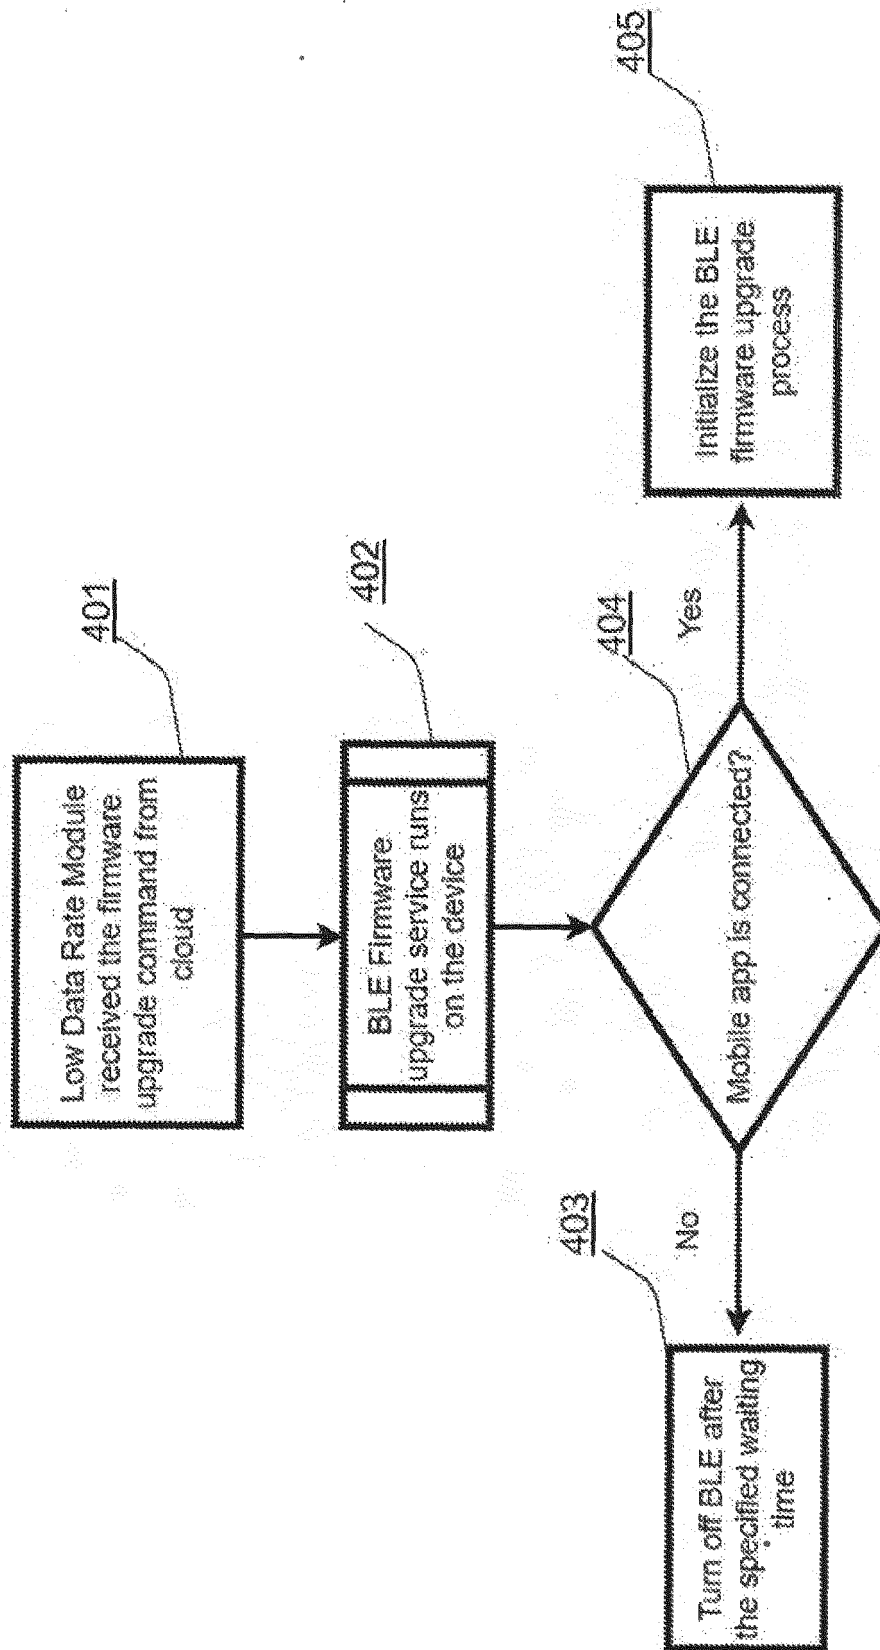 401
Low Data Rate Module
received the firmware
upgrade command from
cloud
402
BLE Firmware
upgrade service runs
on the device
404
Mobile app is connected?
No
Yes
403
Turn off BLE after
the specified waiting
time
405
Initialize the BLE
firmware upgrade
process